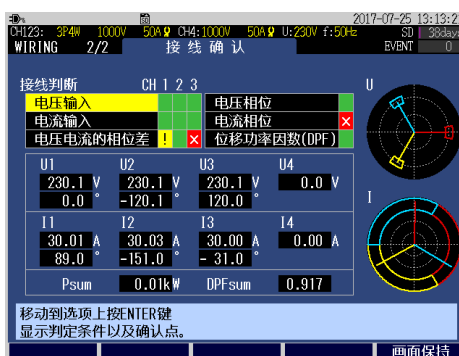 2017-07-25 13:13:2
CH123: 3P4W 1000V 50A CH4:1000V 50A U:230V f:50Hz SD 38day
WIRING 2/2 接线确认 EVENT 0
接线判断 CH 1 2 3
电压输入 电压相位
电流输入 电流相位 ×
电压电流的相位差 ! × 位移功率因数(DPF)
U
U1 U2 U3 U4
230.1 V 230.1 V 230.1 V 0.0 V
0.0 ° -120.1 ° 120.0 °
I
I1 I2 I3 I4
30.01 A 30.03 A 30.00 A 0.00 A
89.0 ° -151.0 ° - 31.0 °
Psum 0.01kW DPFsum 0.917
移动到选项上按ENTER键
显示判定条件以及确认点。
画面保持